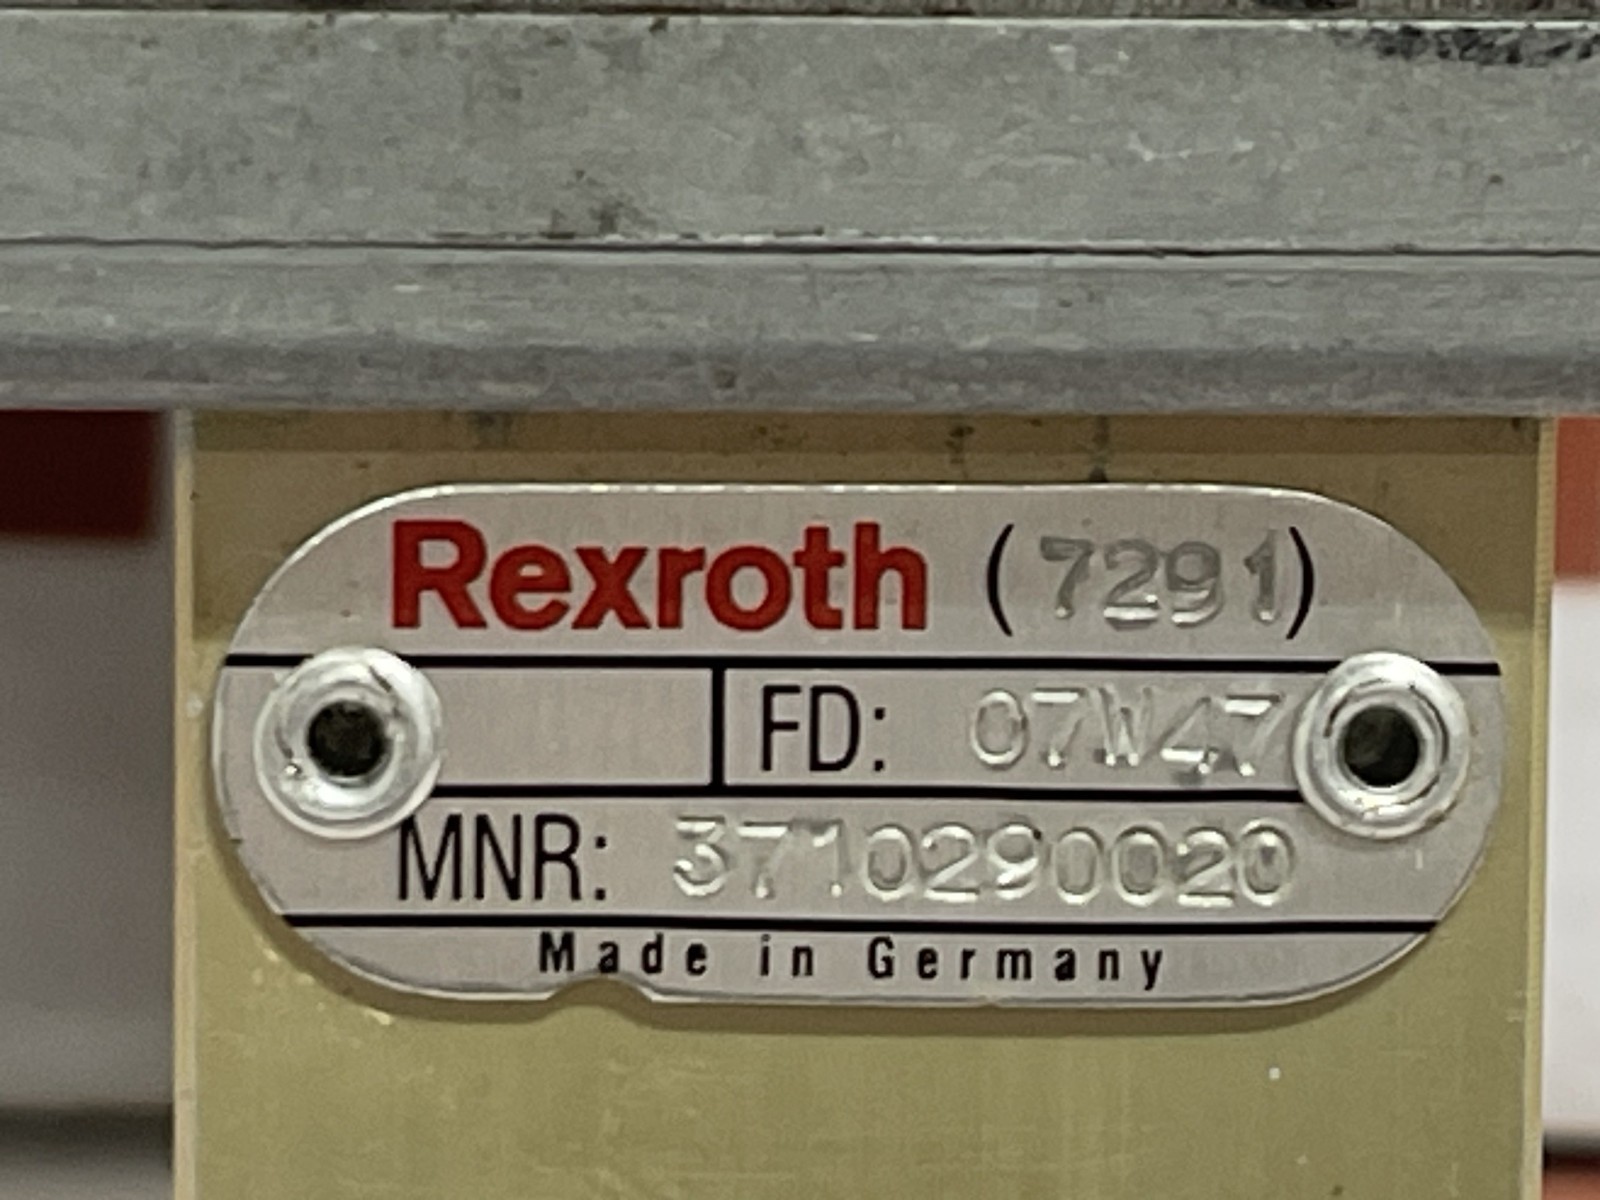 Rexroth (7291)
FD: 07W47
MNR: 3710290020
Made in Germany